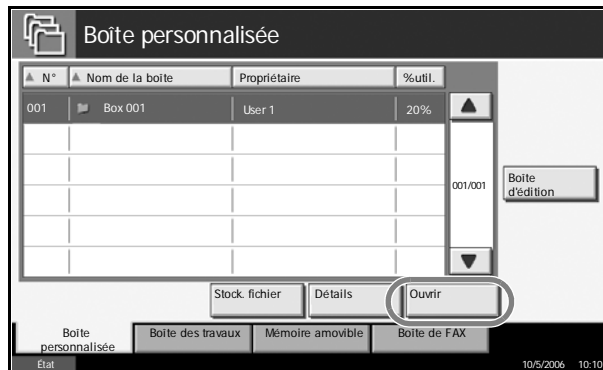 Boîte personnalisée
N° Nom de la boîte Propriétaire %util.
001 Box 001 User 1 20%
001/001
Boîte
d'édition
Stock. fichier Détails Ouvrir
Boîte
personnalisée
Boîte des travaux Mémoire amovible Boîte de FAX
État 10/5/2006 10:10